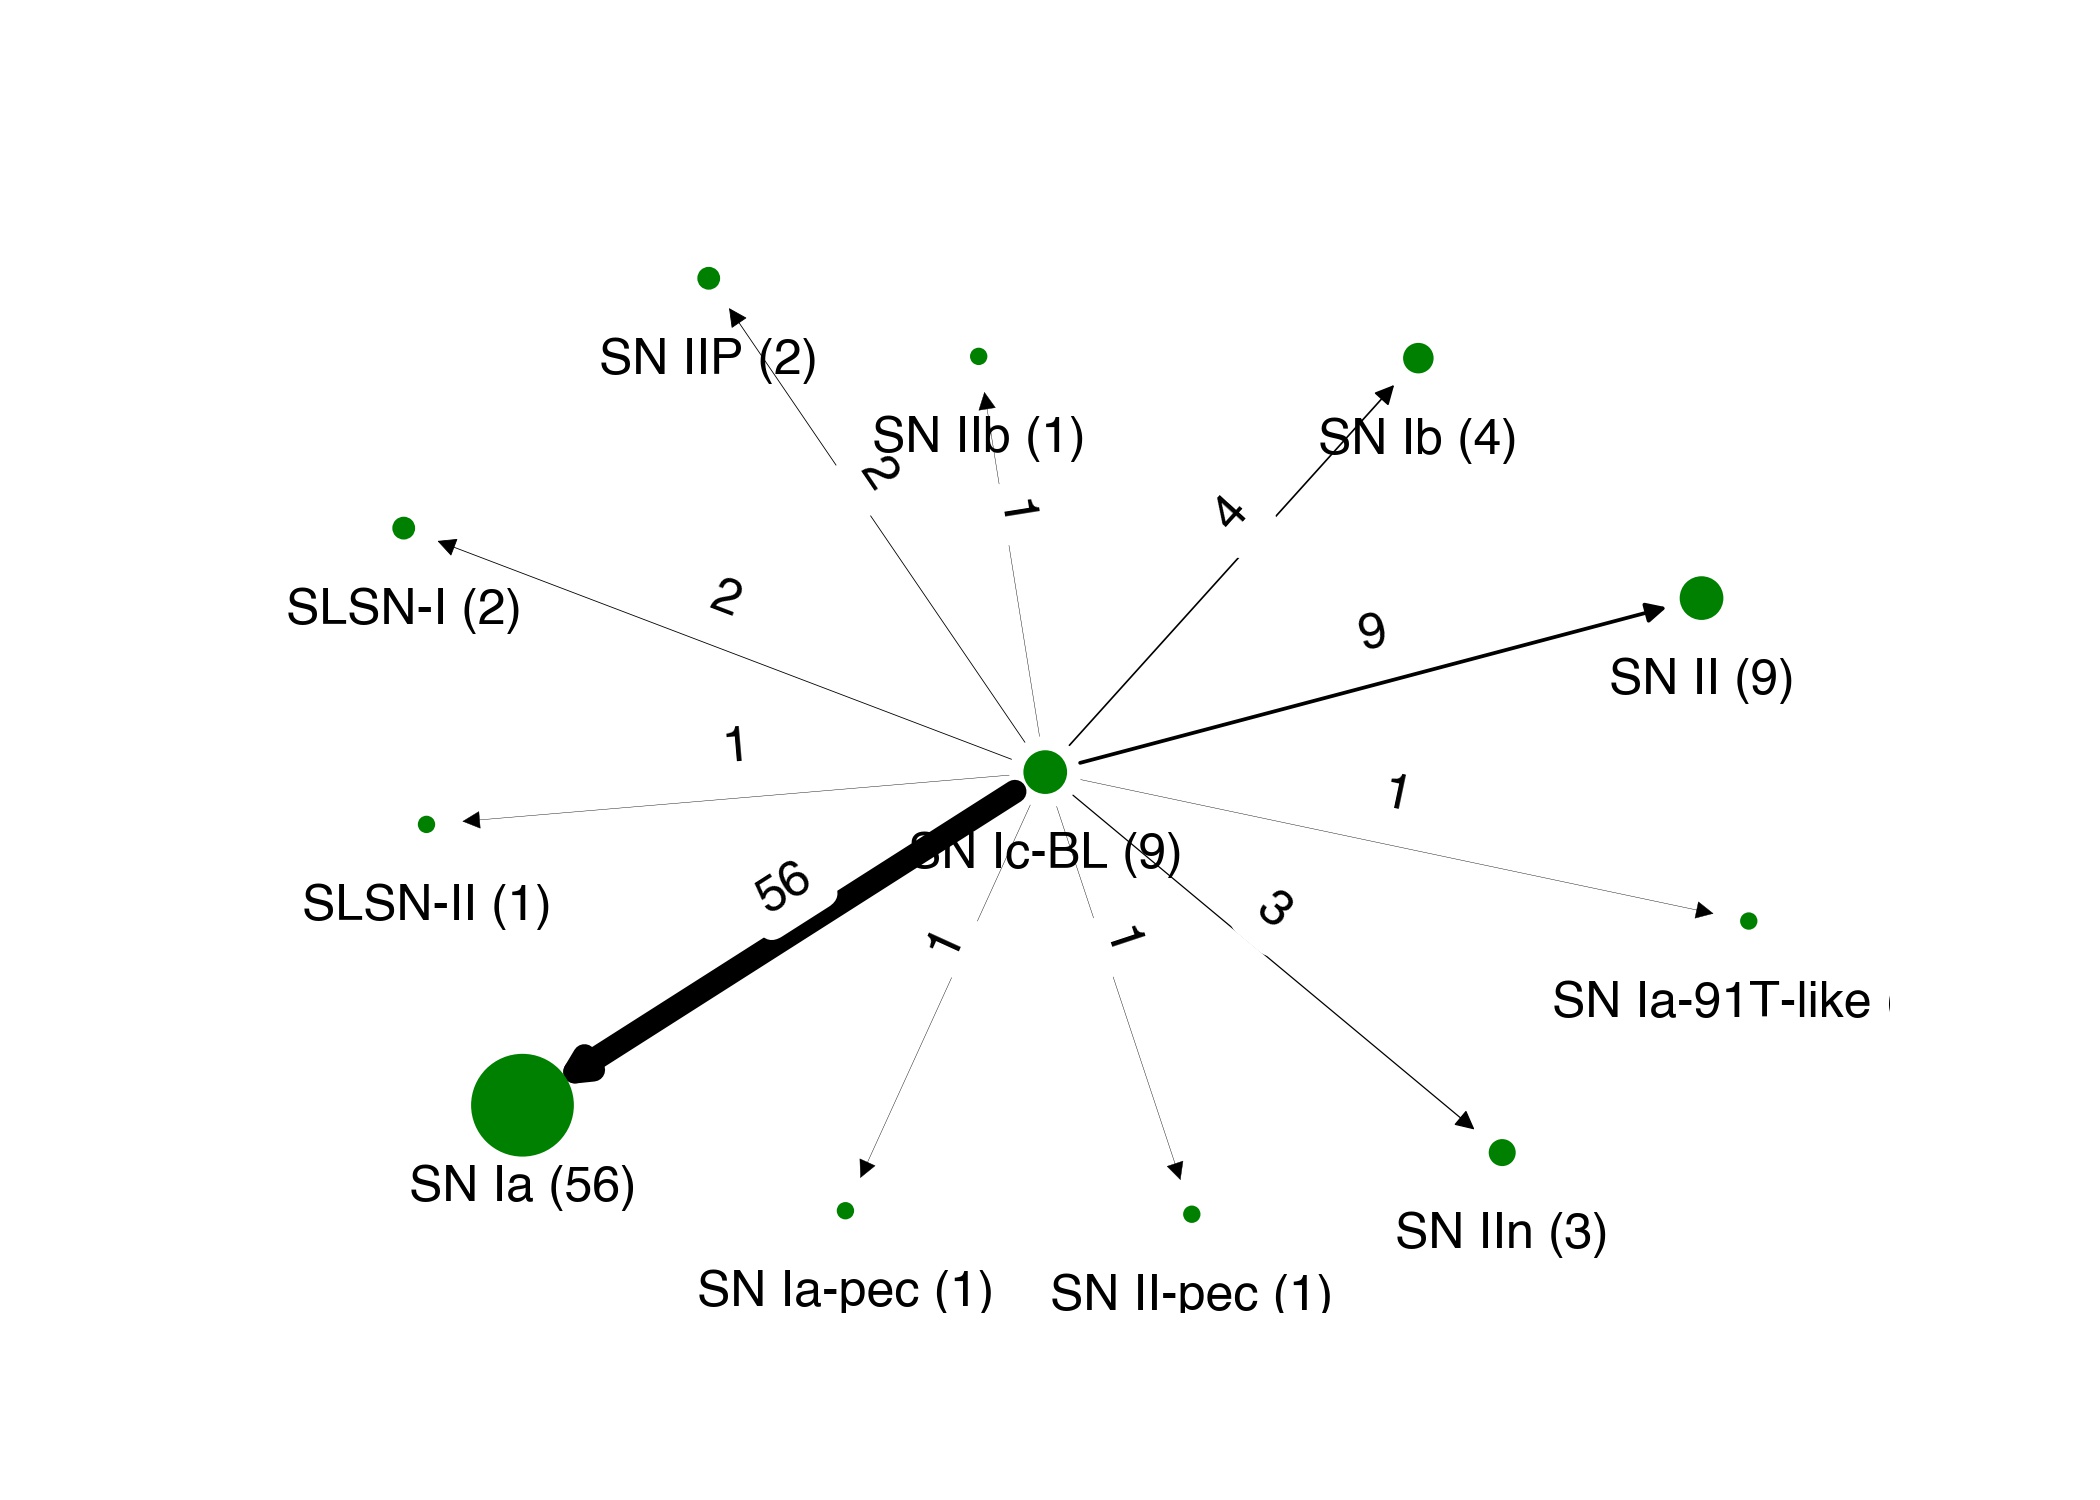 SN IIP (2)
SN IIb (1)
SN Ib (4)
2
1
4
SLSN-I (2)
2
9
SN II (9)
1
1
SN Ic-BL (9)
SLSN-II (1)
56
3
1
1
SN Ia-91T-like (
SN Ia (56)
SN IIn (3)
SN Ia-pec (1)
SN II-pec (1)